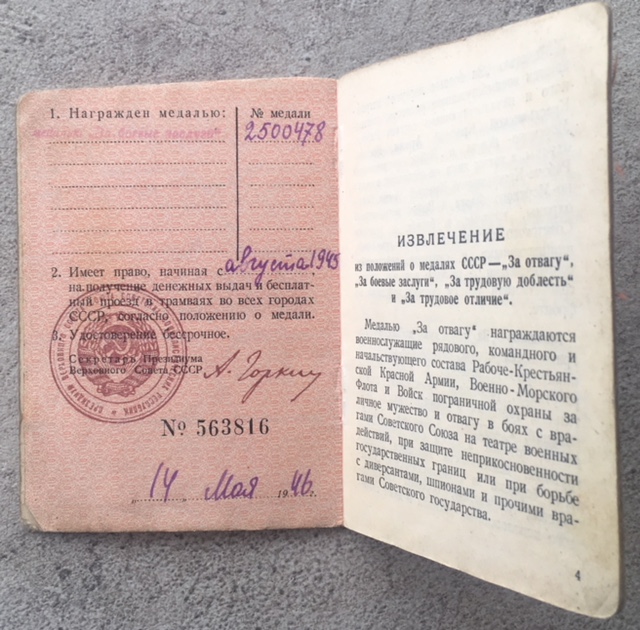 1. Награжден медалью:
№ медали
медалью „За боевые заслуги"
2500478
2. Имеет право, начиная с августа 1945
на получение денежных выдач и бесплат-
ный проезд в трамваях во всех городах
СССР, согласно положению о медали.
3. Удостоверение бессрочное.
Секретарь Президиума
Верховного Совета СССР
А. Горкин
№ 563816
„ 14 " Мая 1946 г.
ИЗВЛЕЧЕНИЕ
из положений о медалях СССР—„За отвагу",
„За боевые заслуги", „За трудовую доблесть"
и „За трудовое отличие".
Медалью „За отвагу" награждаются
военнослужащие рядового, командного и
начальствующего состава Рабоче-Крестьян-
ской Красной Армии, Военно-Морского
Флота и Войск пограничной охраны за
личное мужество и отвагу в боях с вра-
гами Советского Союза на театре военных
действий, при защите неприкосновенности
государственных границ или при борьбе
с диверсантами, шпионами и прочими вра-
гами Советского государства.
4